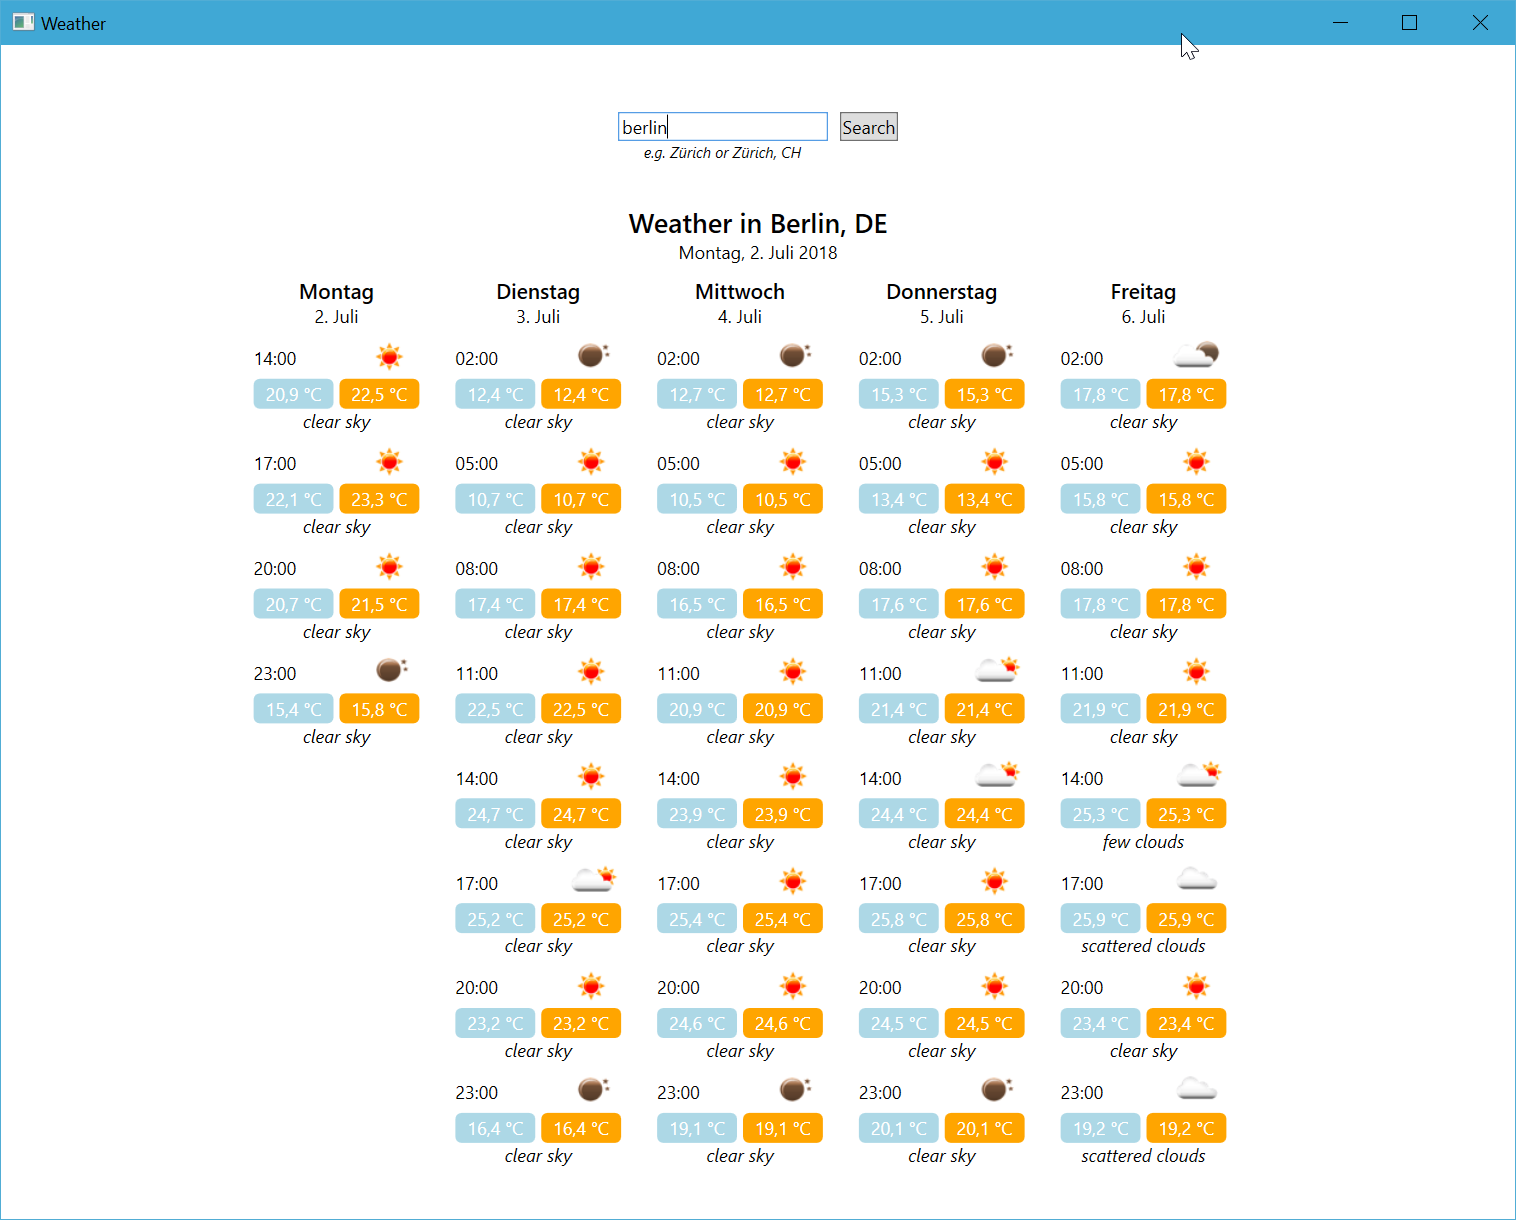 Weather
berlin Search
e.g. Zürich or Zürich, CH
Weather in Berlin, DE
Montag, 2. Juli 2018
Montag
2. Juli
14:00
20,9 °C 22,5 °C
clear sky
17:00
22,1 °C 23,3 °C
clear sky
20:00
20,7 °C 21,5 °C
clear sky
23:00
15,4 °C 15,8 °C
clear sky
Dienstag
3. Juli
02:00
12,4 °C 12,4 °C
clear sky
05:00
10,7 °C 10,7 °C
clear sky
08:00
17,4 °C 17,4 °C
clear sky
11:00
22,5 °C 22,5 °C
clear sky
14:00
24,7 °C 24,7 °C
clear sky
17:00
25,2 °C 25,2 °C
clear sky
20:00
23,2 °C 23,2 °C
clear sky
23:00
16,4 °C 16,4 °C
clear sky
Mittwoch
4. Juli
02:00
12,7 °C 12,7 °C
clear sky
05:00
10,5 °C 10,5 °C
clear sky
08:00
16,5 °C 16,5 °C
clear sky
11:00
20,9 °C 20,9 °C
clear sky
14:00
23,9 °C 23,9 °C
clear sky
17:00
25,4 °C 25,4 °C
clear sky
20:00
24,6 °C 24,6 °C
clear sky
23:00
19,1 °C 19,1 °C
clear sky
Donnerstag
5. Juli
02:00
15,3 °C 15,3 °C
clear sky
05:00
13,4 °C 13,4 °C
clear sky
08:00
17,6 °C 17,6 °C
clear sky
11:00
21,4 °C 21,4 °C
clear sky
14:00
24,4 °C 24,4 °C
clear sky
17:00
25,8 °C 25,8 °C
clear sky
20:00
24,5 °C 24,5 °C
clear sky
23:00
20,1 °C 20,1 °C
clear sky
Freitag
6. Juli
02:00
17,8 °C 17,8 °C
clear sky
05:00
15,8 °C 15,8 °C
clear sky
08:00
17,8 °C 17,8 °C
clear sky
11:00
21,9 °C 21,9 °C
clear sky
14:00
25,3 °C 25,3 °C
few clouds
17:00
25,9 °C 25,9 °C
scattered clouds
20:00
23,4 °C 23,4 °C
clear sky
23:00
19,2 °C 19,2 °C
scattered clouds